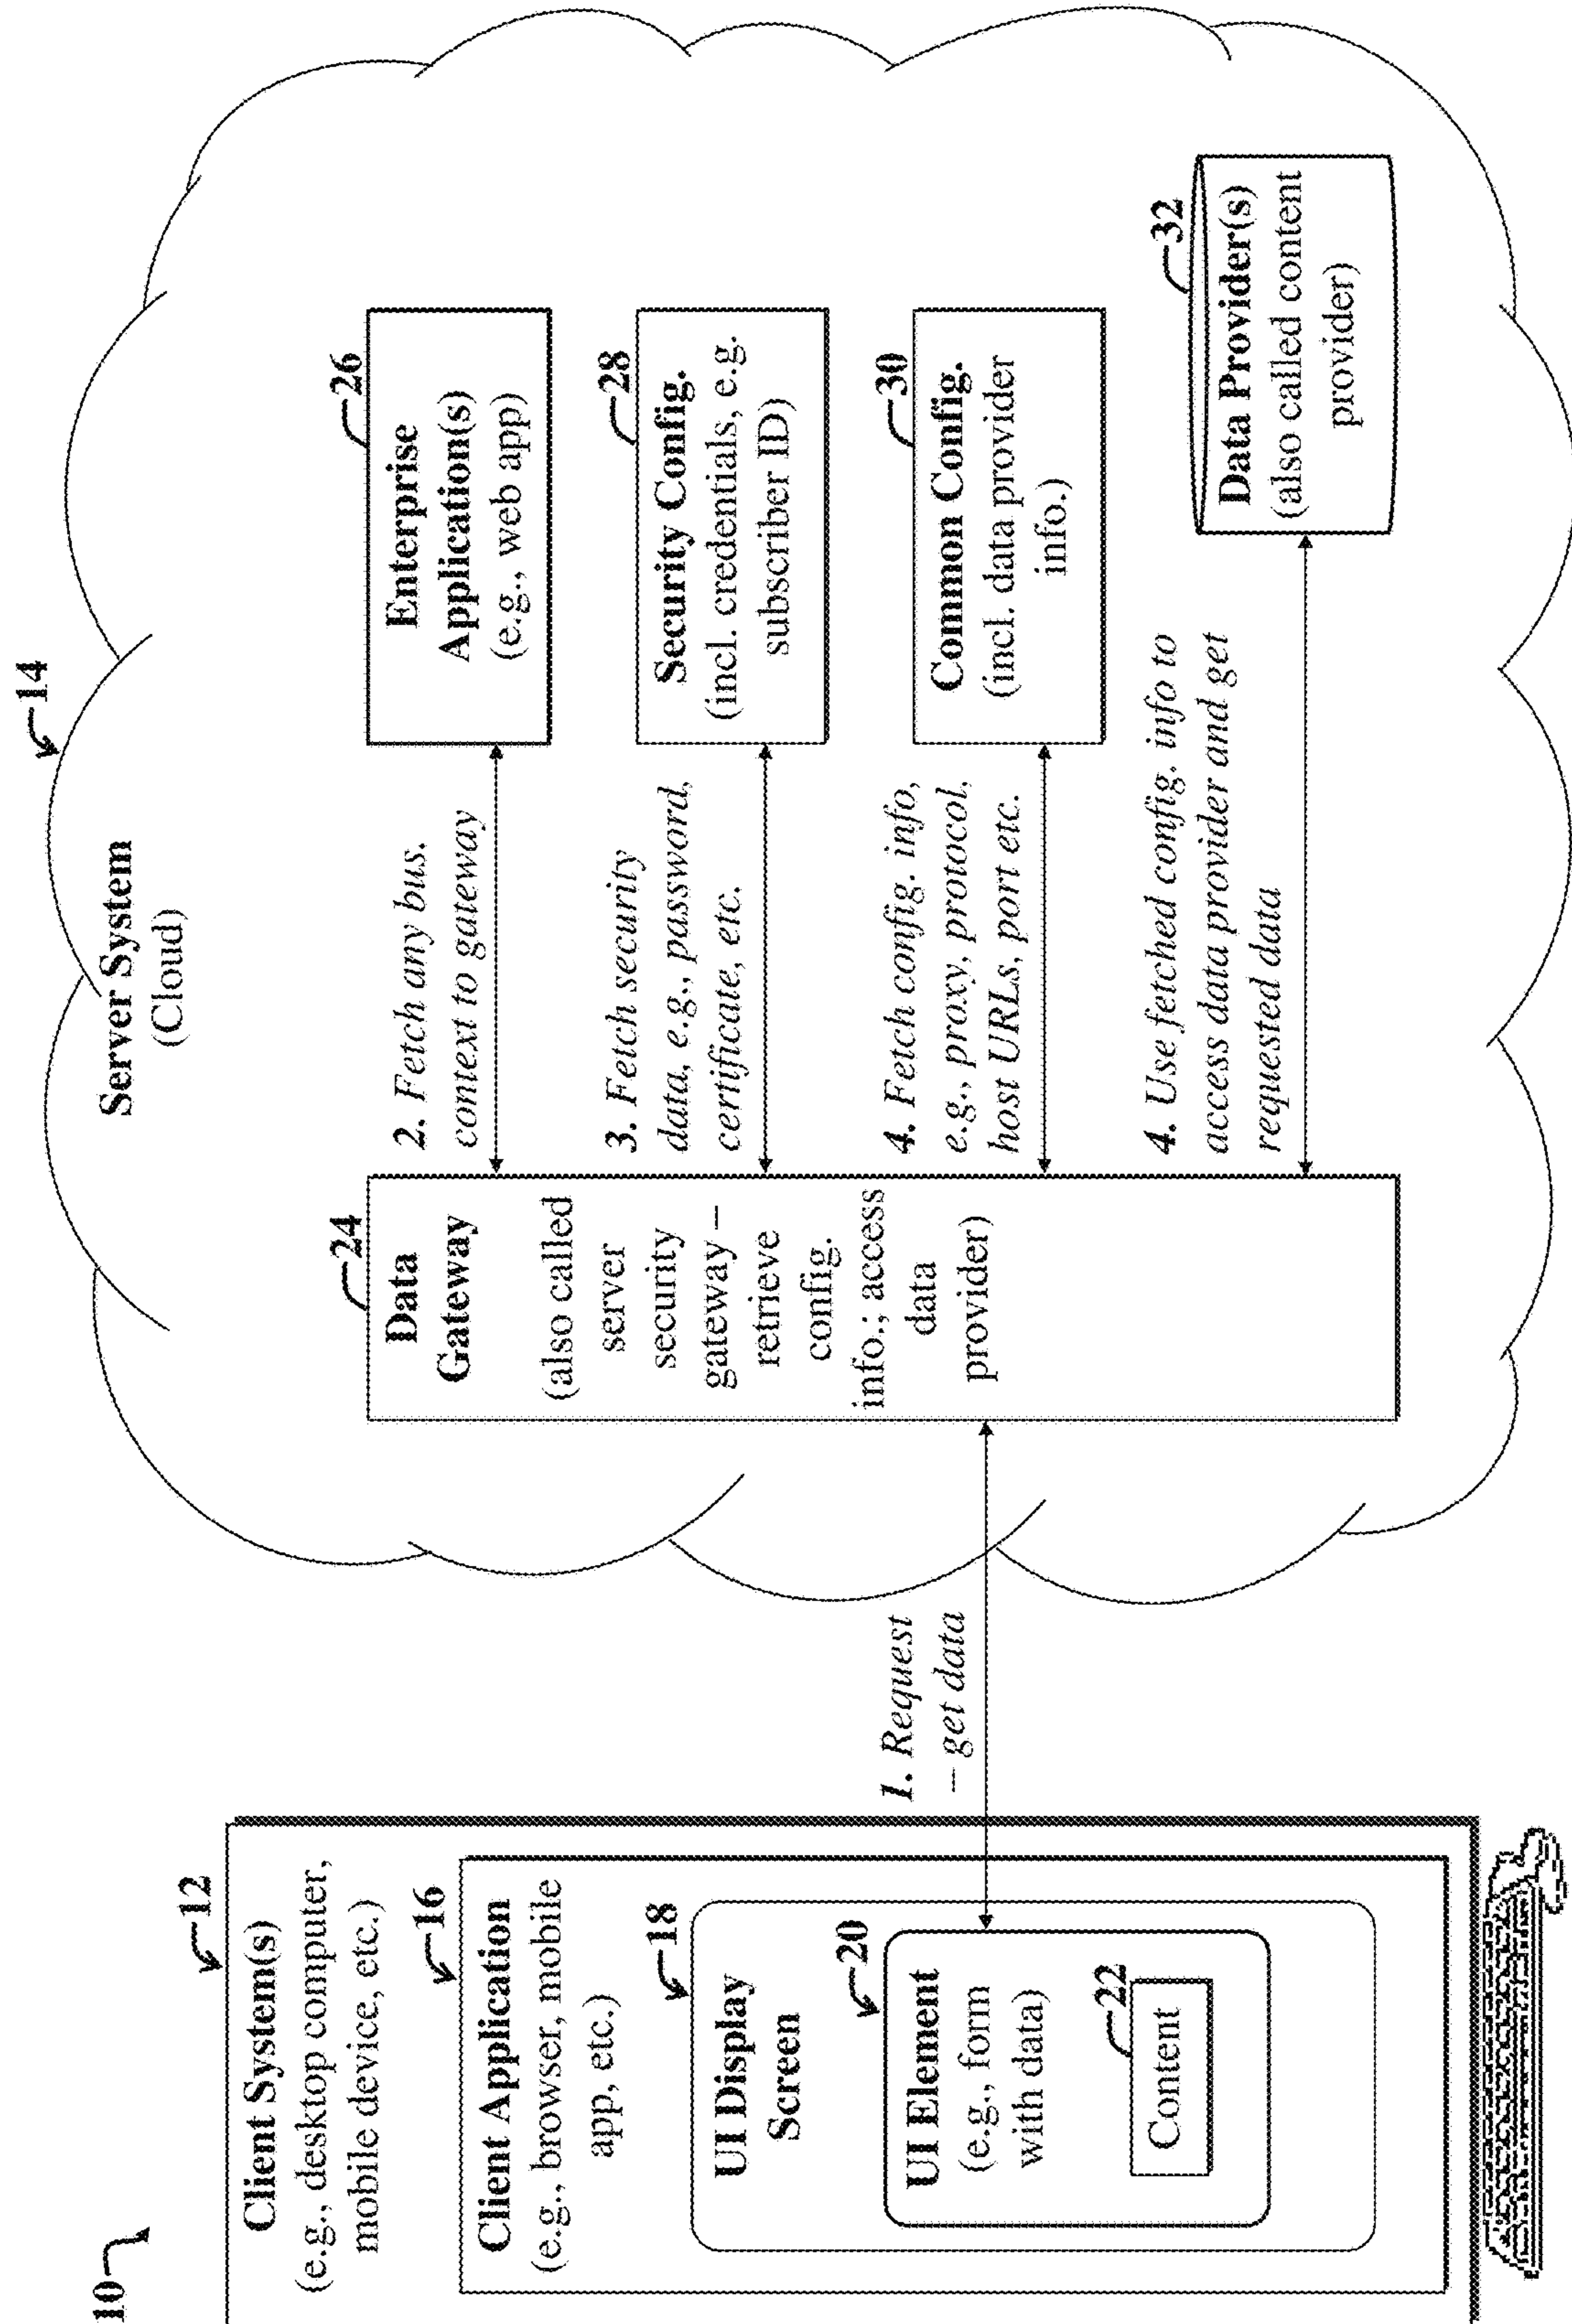 10
12
Client System(s)
(e.g., desktop computer,
mobile device, etc.)
16
Client Application
(e.g., browser, mobile
app, etc.)
18
UI Display
Screen
20
UI Element
(e.g., form
with data)
22
Content
1. Request
– get data
14
Server System
(Cloud)
24
Data
Gateway
(also called
server
security
gateway –
retrieve
config.
info.; access
data
provider)
2. Fetch any bus.
context to gateway
3. Fetch security
data, e.g., password,
certificate, etc.
4. Fetch config. info,
e.g., proxy, protocol,
host URLs, port etc.
4. Use fetched config. info to
access data provider and get
requested data
26
Enterprise
Application(s)
(e.g., web app)
28
Security Config.
(incl. credentials, e.g.
subscriber ID)
30
Common Config.
(incl. data provider
info.)
32
Data Provider(s)
(also called content
provider)